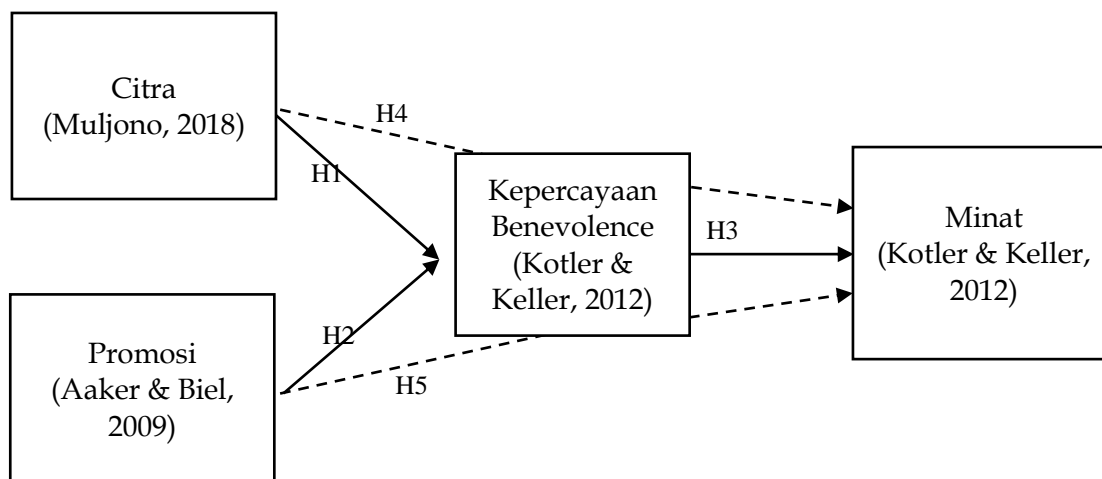 Citra
(Muljono, 2018)
H4
H1
Kepercayaan
Benevolence
(Kotler &
Keller, 2012)
H3
Minat
(Kotler & Keller,
2012)
H2
Promosi
(Aaker & Biel,
2009)
H5